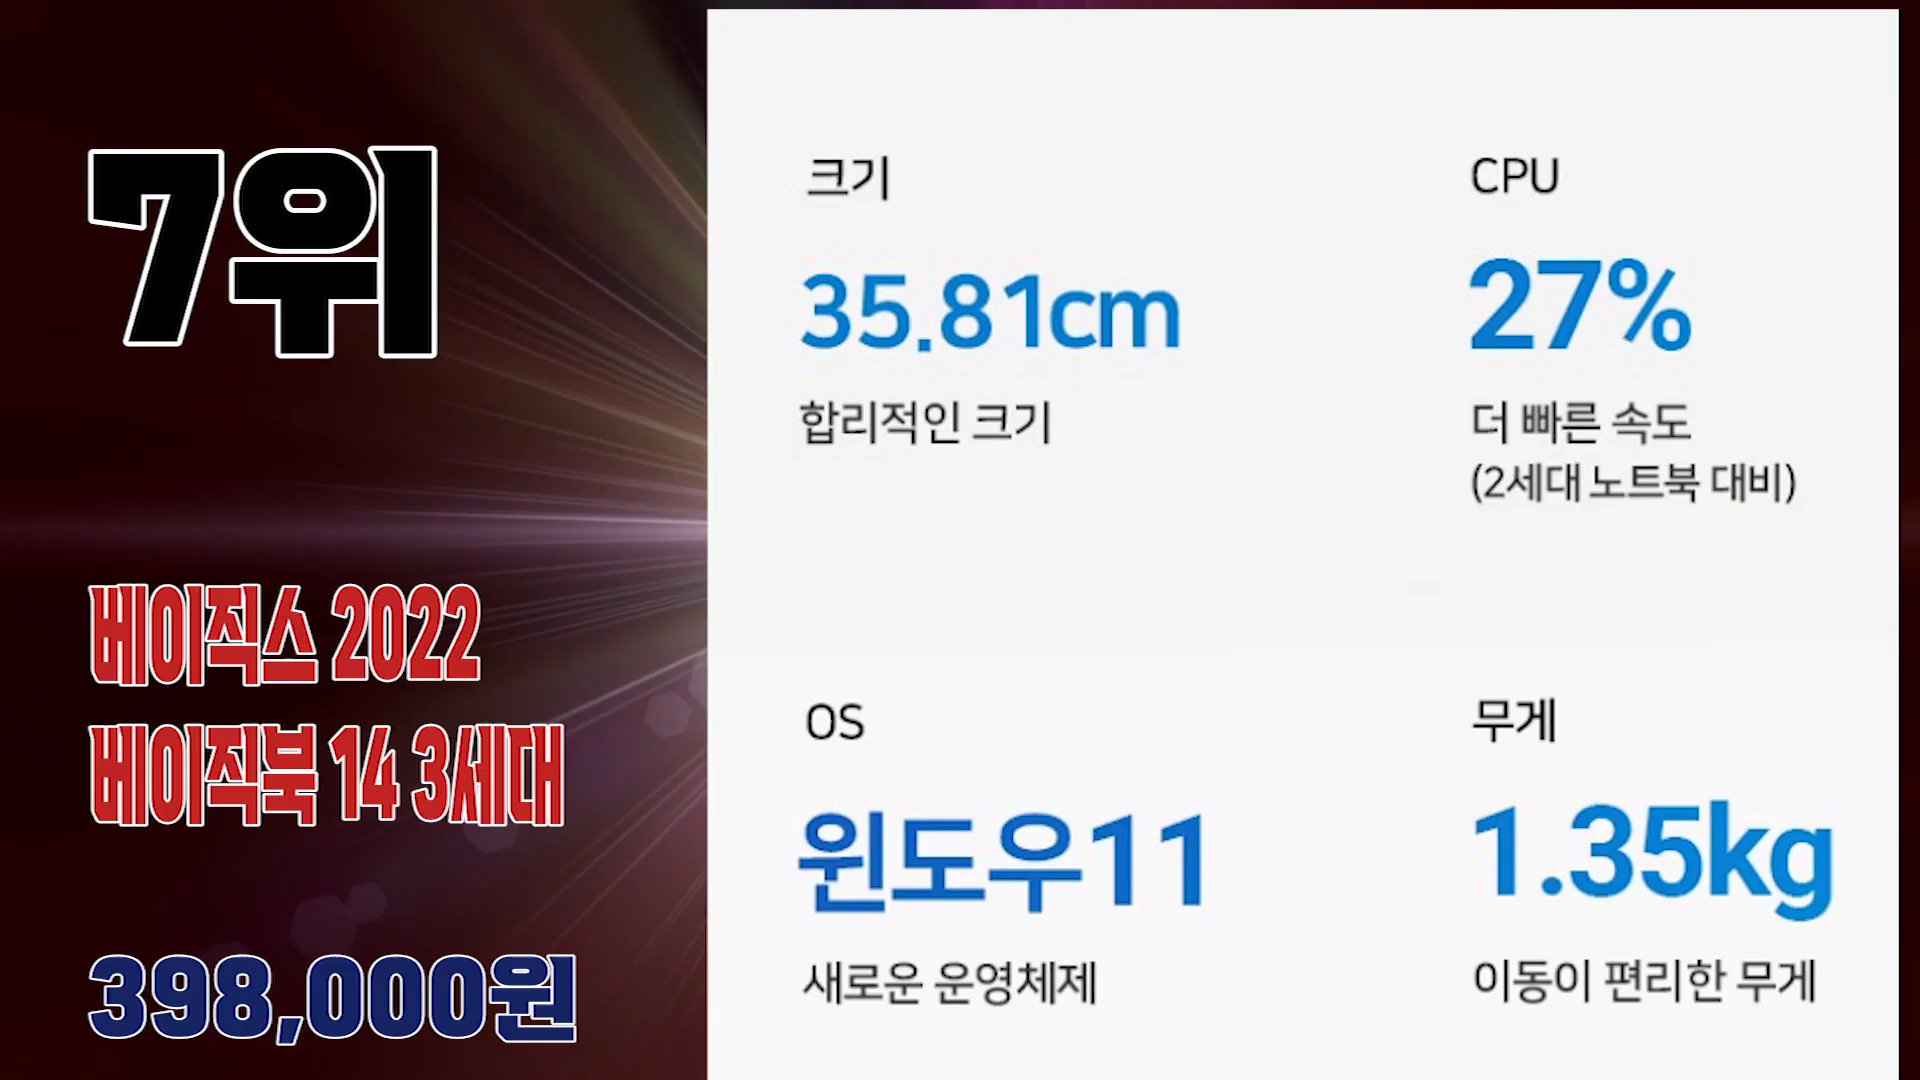 7위
베이직스 2022
베이직북 14 3세대
398,000원
크기
35.81cm
합리적인 크기
CPU
27%
더 빠른 속도
(2세대 노트북 대비)
OS
윈도우11
새로운 운영체제
무게
1.35kg
이동이 편리한 무게